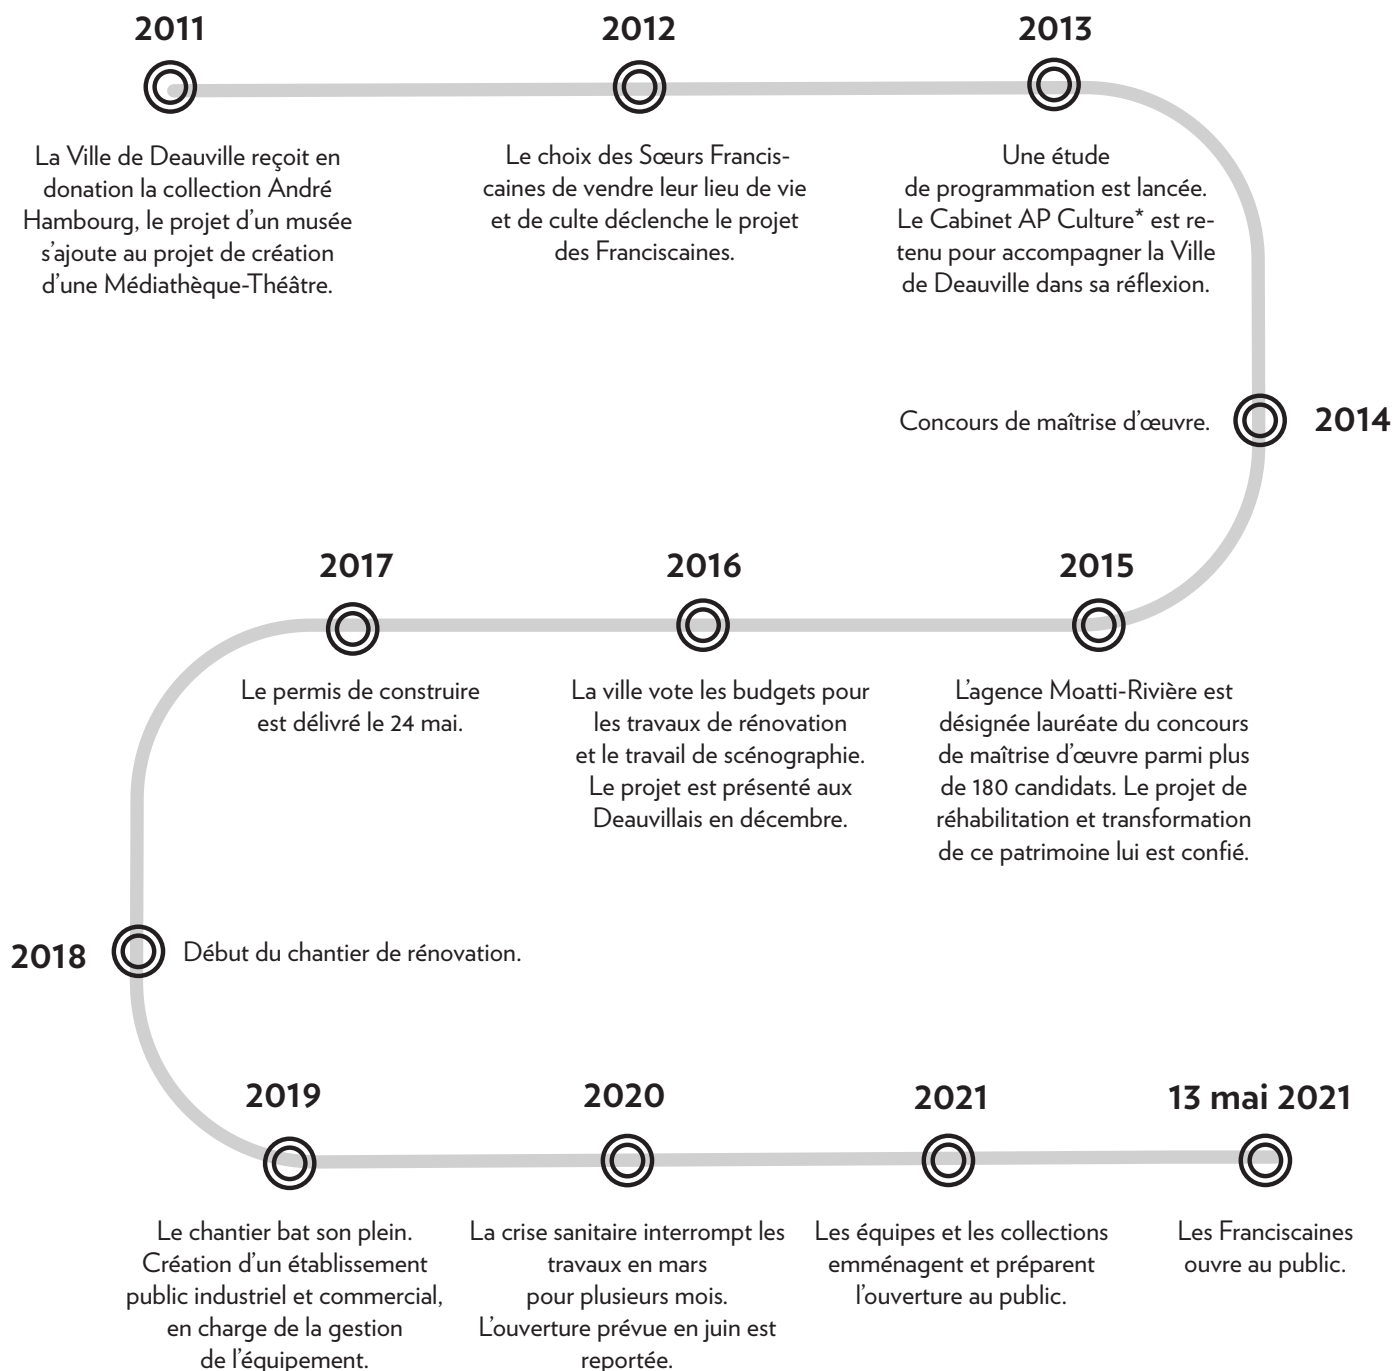 2011
La Ville de Deauville reçoit en
donation la collection André
Hambourg, le projet d'un musée
s'ajoute au projet de création
d'une Médiathèque-Théâtre.
2012
Le choix des Sœurs Francis-
caines de vendre leur lieu de vie
et de culte déclenche le projet
des Franciscaines.
2013
Une étude
de programmation est lancée.
Le Cabinet AP Culture* est re-
tenu pour accompagner la Ville
de Deauville dans sa réflexion.
2014
Concours de maîtrise d'œuvre.
2015
L'agence Moatti-Rivière est
désignée lauréate du concours
de maîtrise d'œuvre parmi plus
de 180 candidats. Le projet de
réhabilitation et transformation
de ce patrimoine lui est confié.
2016
La ville vote les budgets pour
les travaux de rénovation
et le travail de scénographie.
Le projet est présenté aux
Deauvillais en décembre.
2017
Le permis de construire
est délivré le 24 mai.
2018
Début du chantier de rénovation.
2019
Le chantier bat son plein.
Création d'un établissement
public industriel et commercial,
en charge de la gestion
de l'équipement.
2020
La crise sanitaire interrompt les
travaux en mars
pour plusieurs mois.
L'ouverture prévue en juin est
reportée.
2021
Les équipes et les collections
emménagent et préparent
l'ouverture au public.
13 mai 2021
Les Franciscaines
ouvre au public.